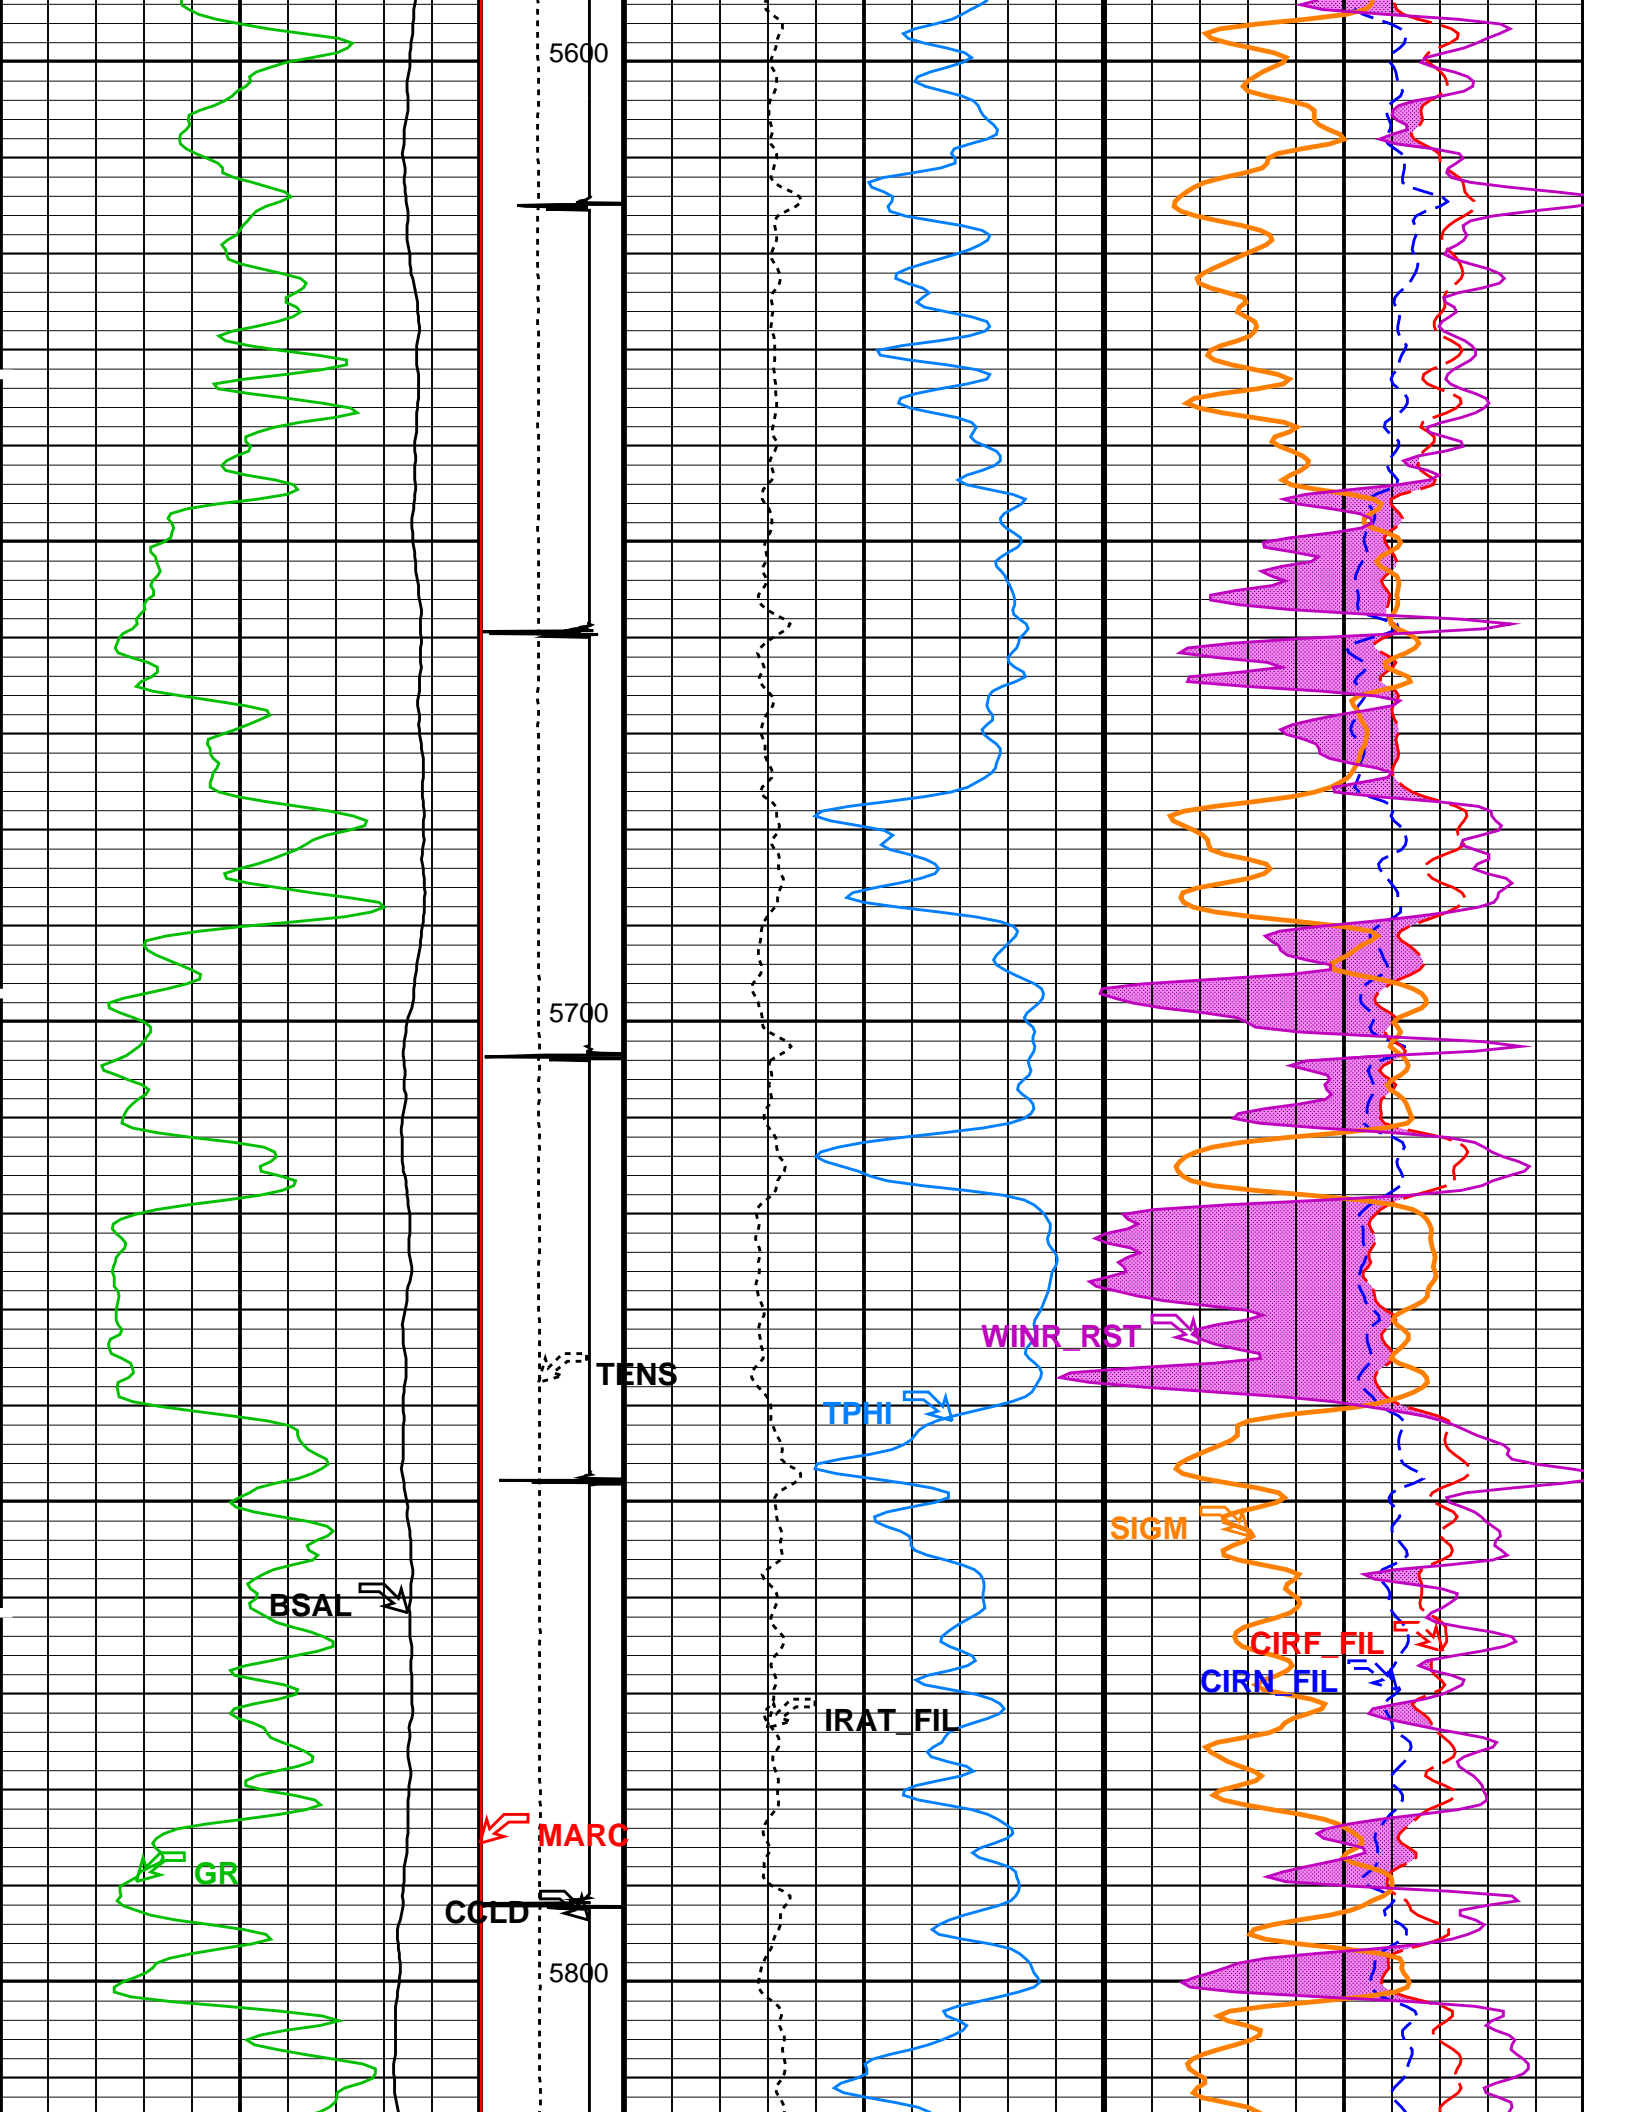 5600
5700
WINR_RST
TENS
TPHI
SIGM
BSAL
CIRF_FIL
CIRN_FIL
IRAT_FIL
MARC
GR
CCLD
5800